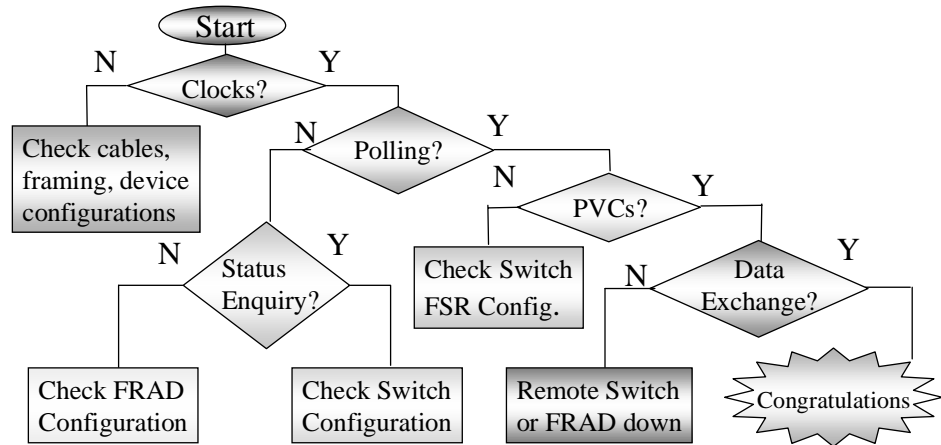 Start
N
Y
Clocks?
Check cables,
framing, device
configurations
N
Y
Polling?
N
Y
PVCs?
N
Y
Status
Enquiry?
Check Switch
FSR Config.
N
Y
Data
Exchange?
Check FRAD
Configuration
Check Switch
Configuration
Remote Switch
or FRAD down
Congratulations